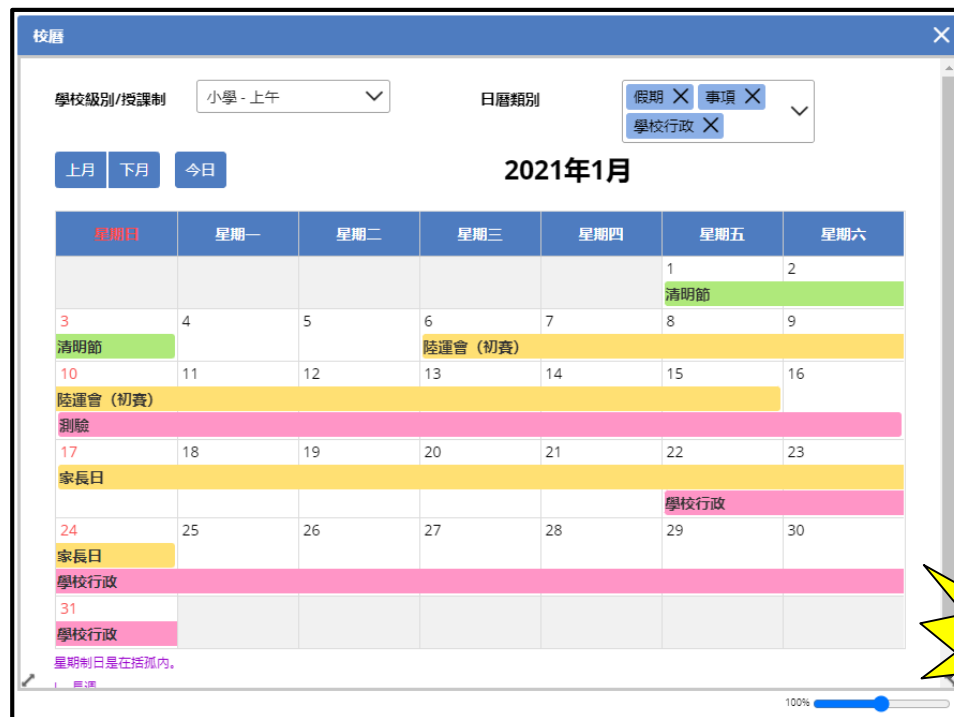 校曆
學校級別/授課制 小學 - 上午 日曆類別 假期 事項
學校行政
上月 下月 今日 2021年1月
星期日 星期一 星期二 星期三 星期四 星期五 星期六
1 2
清明節
3 4 5 6 7 8 9
清明節 陸運會（初賽）
10 11 12 13 14 15 16
陸運會（初賽）
測驗
17 18 19 20 21 22 23
家長日
學校行政
24 25 26 27 28 29 30
家長日
學校行政
31
學校行政
星期制日是在括孤內。
100%